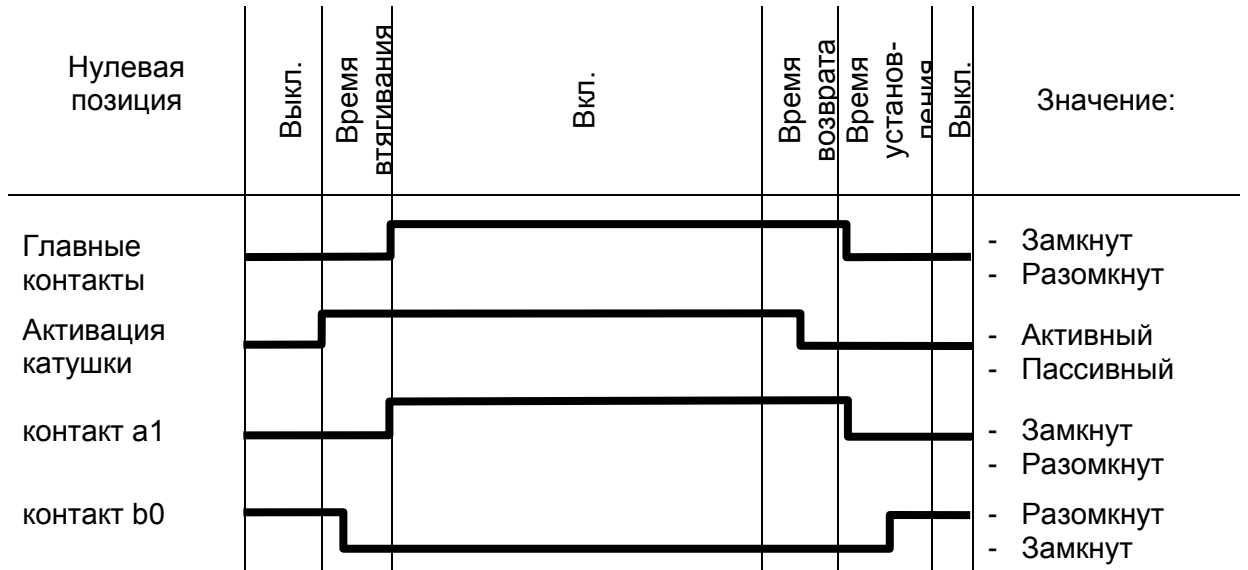 Нулевая
позиция
Выкл.
Время
втягивания
Вкл.
Время
возврата
Время
установ-
ления
Выкл.
Значение:
Главные
контакты
- Замкнут
- Разомкнут
Активация
катушки
- Активный
- Пассивный
контакт a1
- Замкнут
- Разомкнут
контакт b0
- Разомкнут
- Замкнут